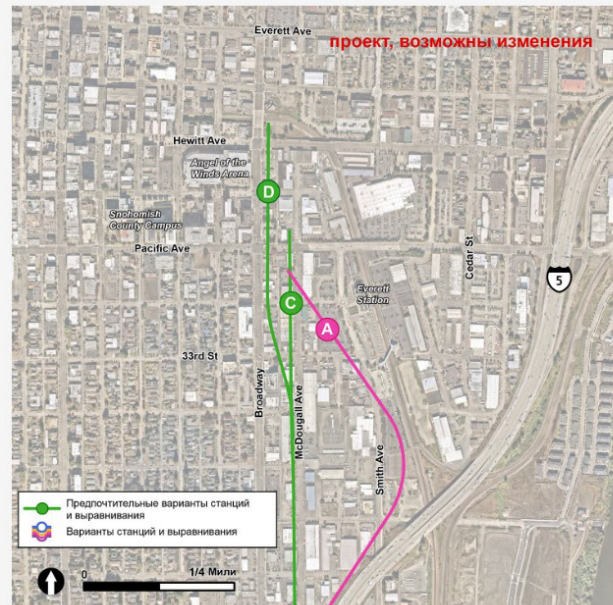 Everett Ave
проект, возможны изменения
Hewitt Ave
Angel of the
Winds Arena
D
Snohomish
County Campus
Pacific Ave
Cedar St
5
Everett
Station
C
A
33rd St
Broadway
McDougall Ave
Smith Ave
Предпочтительные варианты станций
и выравнивания
Варианты станций и выравнивания
0
1/4 Мили